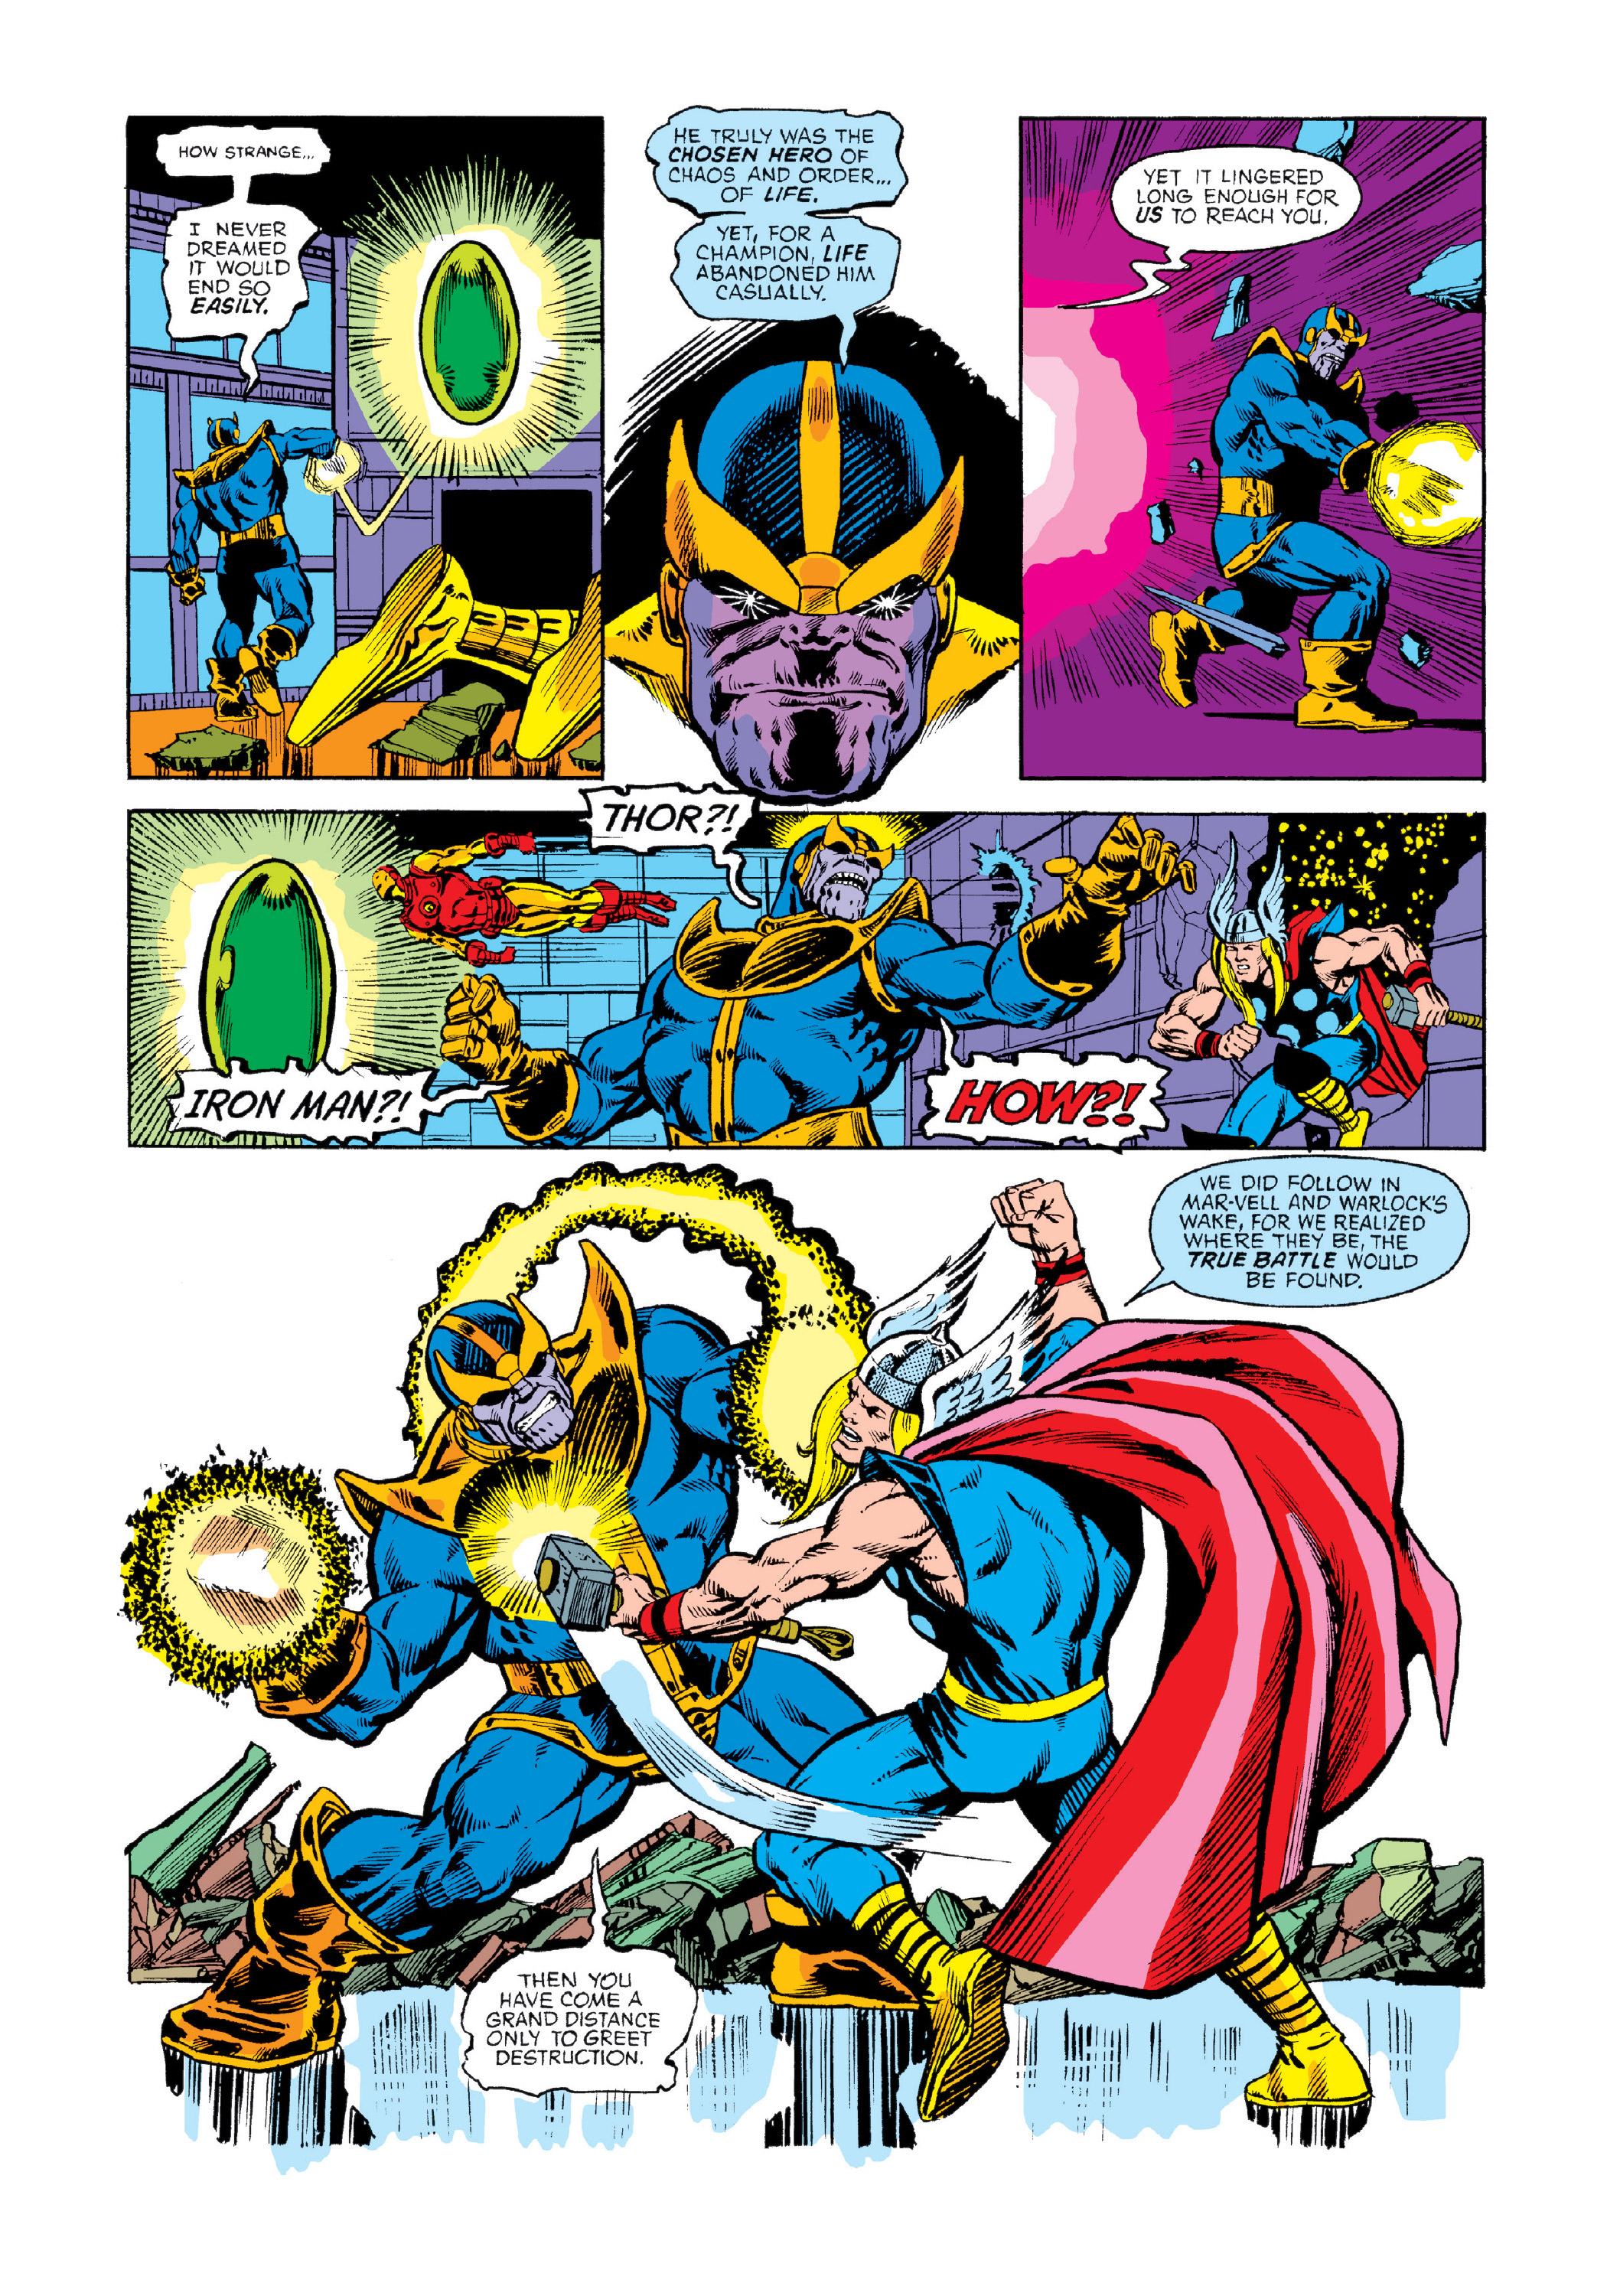 HOW STRANGE...
I NEVER
DREAMED
IT WOULD
END SO
EASILY.
HE TRULY WAS THE
CHOSEN HERO OF
CHAOS AND ORDER...
OF LIFE.
YET, FOR A
CHAMPION, LIFE
ABANDONED HIM
CASUALLY.
YET IT LINGERED
LONG ENOUGH FOR
US TO REACH YOU.
THOR?!
IRON MAN?!
HOW?!
WE DID FOLLOW IN
MAR-VELL AND WARLOCK'S
WAKE, FOR WE REALIZED
WHERE THEY BE, THE
TRUE BATTLE WOULD
BE FOUND.
THEN YOU
HAVE COME A
GRAND DISTANCE
ONLY TO GREET
DESTRUCTION.